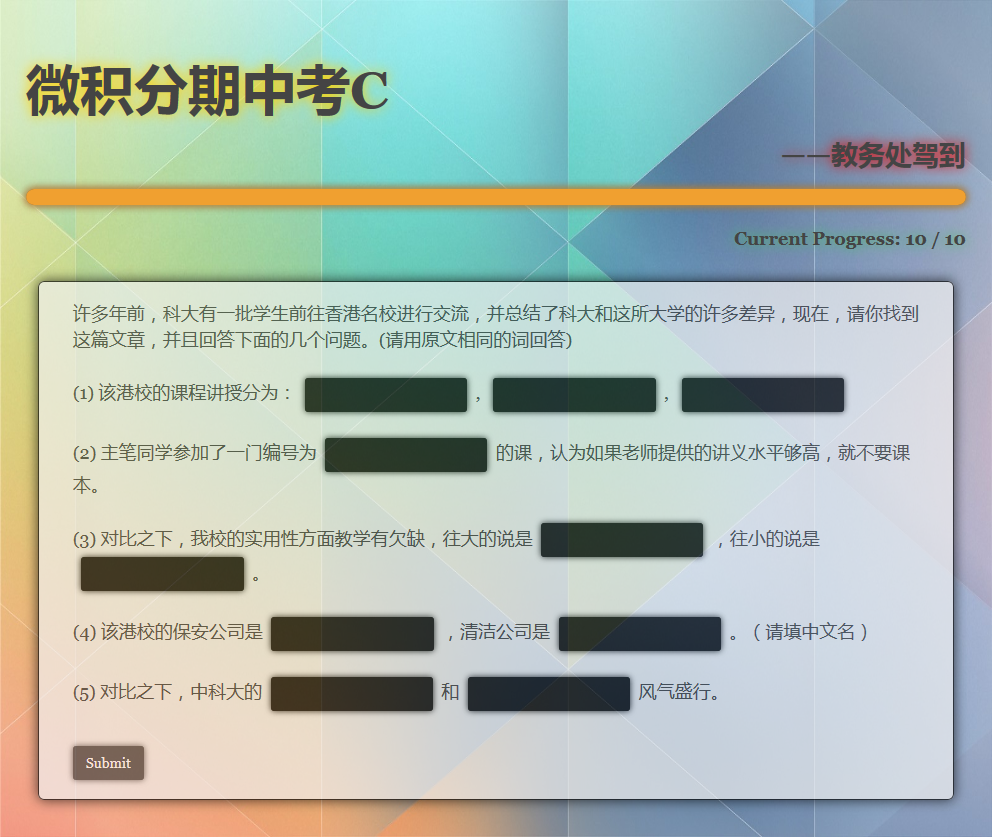 微积分期中考C
——教务处驾到
Current Progress: 10 / 10
许多年前，科大有一批学生前往香港名校进行交流，并总结了科大和这所大学的许多差异，现在，请你找到
这篇文章，并且回答下面的几个问题。(请用原文相同的词回答)
(1) 该港校的课程讲授分为： ， ，
(2) 主笔同学参加了一门编号为 的课，认为如果老师提供的讲义水平够高，就不要课
本。
(3) 对比之下，我校的实用性方面教学有欠缺，往大的说是 ，往小的说是
。
(4) 该港校的保安公司是 ，清洁公司是 。（请填中文名）
(5) 对比之下，中科大的 和 风气盛行。
Submit